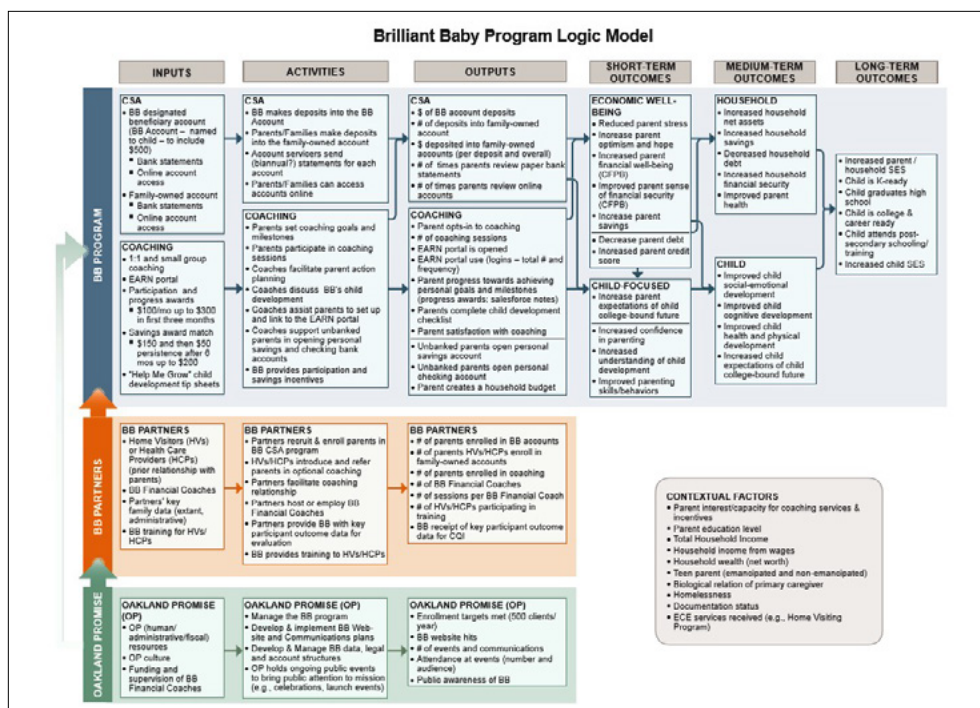 Brilliant Baby Program Logic Model
INPUTS
ACTIVITIES
OUTPUTS
SHORT-TERM
OUTCOMES
MEDIUM-TERM
OUTCOMES
LONG-TERM
OUTCOMES
BB PROGRAM
CSA
• BB designated
beneficiary account
(BB Account – named
to child – to include
$500)
▪ Bank statements
▪ Online account
access
• Family-owned account
▪ Bank statements
▪ Online account
access
COACHING
• 1:1 and small group
coaching
• EARN portal
• Participation and
progress awards
▪ $100/mo up to $300
in first three months
• Savings award match
▪ $150 and then $50
persistence after 6
mos up to $200
• "Help Me Grow" child
development tip sheets
CSA
• BB makes deposits into the BB
Account
• Parents/Families make deposits
into the family-owned account
• Account servicers send
(biannual?) statements for each
account
• Parents/Families can access
accounts online
COACHING
• Parents set coaching goals and
milestones
• Parents participate in coaching
sessions
• Coaches facilitate parent action
planning
• Coaches discuss BB's child
development
• Coaches assist parents to set up
and link to the EARN portal
• Coaches support unbanked
parents in opening personal
savings and checking bank
accounts
• BB provides participation and
savings incentives
CSA
• $ of BB account deposits
• # of deposits into family-owned
account
• $ deposited into family-owned
accounts (per deposit and overall)
• # of times parents review paper bank
statements
• # of times parents review online accounts
COACHING
• Parent opts-in to coaching
• # of coaching sessions
• EARN portal is opened
• EARN portal use (logins – total # and
frequency)
• Parent progress towards achieving
personal goals and milestones
(progress awards: salesforce notes)
• Parents complete child development
checklist
• Parent satisfaction with coaching
• Unbanked parents open personal
savings account
• Unbanked parents open personal
checking account
• Parent creates a household budget
ECONOMIC WELL-
BEING
• Reduced parent stress
• Increase parent
optimism and hope
• Increased parent
financial well-being
(CFPB)
• Improved parent sense
of financial security
(CFPB)
• Increase parent
savings
• Decrease parent debt
• Increased parent credit
score
CHILD-FOCUSED
• Increase parent
expectations of child
college-bound future
• Increased confidence
in parenting
• Increased
understanding of child
development
• Improved parenting
skills/behaviors
HOUSEHOLD
• Increased household
net assets
• Increased household
savings
• Decreased household
debt
• Increased household
financial security
• Improved parent
health
CHILD
• Improved child
social-emotional
development
• Improved child
cognitive development
• Improved child
health and physical
development
• Increased child
expectations of child
college-bound future
• Increased parent /
household SES
• Child is K-ready
• Child graduates high
school
• Child is college &
career ready
• Child attends post-
secondary schooling/
training
• Increased child SES
BB PARTNERS
BB PARTNERS
• Home Visitors (HVs)
or Health Care
Providers (HCPs)
(prior relationship with
parents)
• BB Financial Coaches
• Partners' key
family data (extant,
administrative)
• BB training for HVs/
HCPs
BB PARTNERS
• Partners recruit & enroll parents in
BB CSA program
• HVs/HCPs introduce and refer
parents in optional coaching
• Partners facilitate coaching
relationship
• Partners host or employ BB
Financial Coaches
• Partners provide BB with key
participant outcome data for
evaluation
• BB provides training to HVs/HCPs
BB PARTNERS
• # of parents enrolled in BB accounts
• # of parents HVs/HCPs enroll in
family-owned accounts
• # of parents enrolled in coaching
• # of BB Financial Coaches
• # of sessions per BB Financial Coach
• # of HVs/HCPs participating in
training
• BB receipt of key participant outcome
data for CQI
CONTEXTUAL FACTORS
• Parent interest/capacity for coaching services &
incentives
• Parent education level
• Total Household Income
• Household income from wages
• Household wealth (net worth)
• Teen parent (emancipated and non-emancipated)
• Biological relation of primary caregiver
• Homelessness
• Documentation status
• ECE services received (e.g., Home Visiting
Program)
OAKLAND PROMISE
OAKLAND PROMISE
(OP)
• OP (human/
administrative/fiscal)
resources
• OP culture
• Funding and
supervision of BB
Financial Coaches
OAKLAND PROMISE (OP)
• Manage the BB program
• Develop & implement BB Web-
site and Communications plans
• Develop & Manage BB data, legal
and account structures
• OP holds ongoing public events
to bring public attention to mission
(e.g., celebrations, launch events)
OAKLAND PROMISE (OP)
• Enrollment targets met (500 clients/
year)
• BB website hits
• # of events and communications
• Attendance at events (number and
audience)
• Public awareness of BB